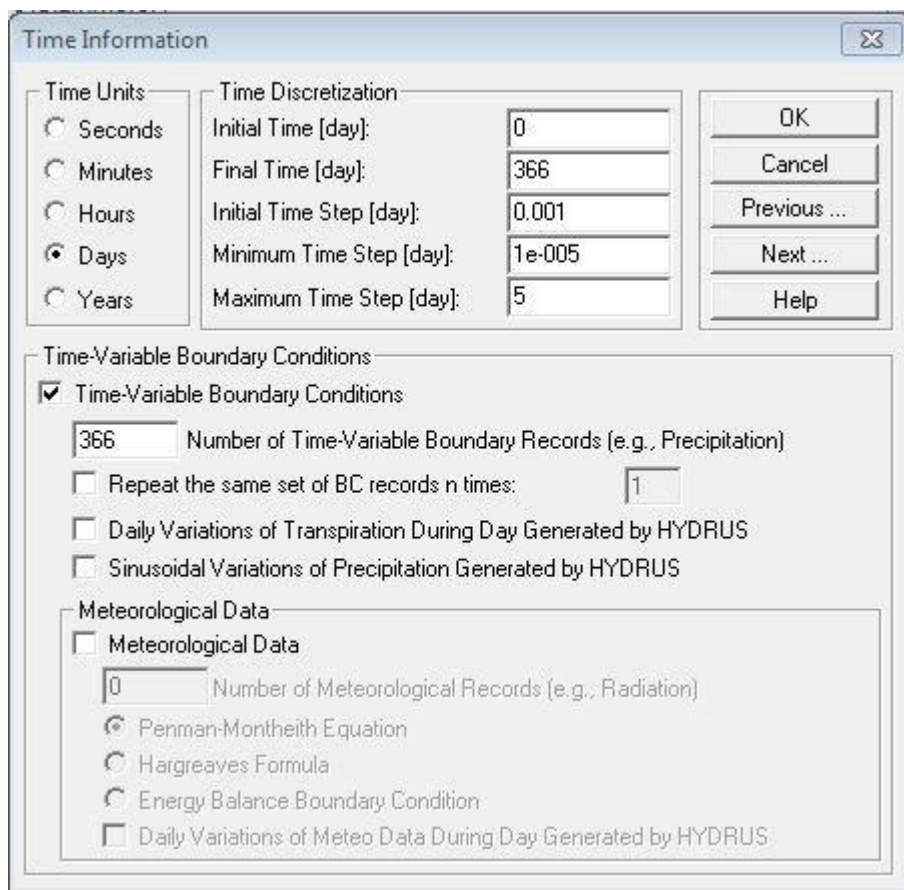 Time Information
Time Units
Seconds
Minutes
Hours
Days
Years
Time Discretization
Initial Time [day]: 0
Final Time [day]: 366
Initial Time Step [day]: 0.001
Minimum Time Step [day]: 1e-005
Maximum Time Step [day]: 5
OK
Cancel
Previous ...
Next ...
Help
Time-Variable Boundary Conditions
Time-Variable Boundary Conditions
366 Number of Time-Variable Boundary Records (e.g., Precipitation)
Repeat the same set of BC records n times: 1
Daily Variations of Transpiration During Day Generated by HYDRUS
Sinusoidal Variations of Precipitation Generated by HYDRUS
Meteorological Data
Meteorological Data
0 Number of Meteorological Records (e.g., Radiation)
Penman-Montheith Equation
Hargreaves Formula
Energy Balance Boundary Condition
Daily Variations of Meteo Data During Day Generated by HYDRUS